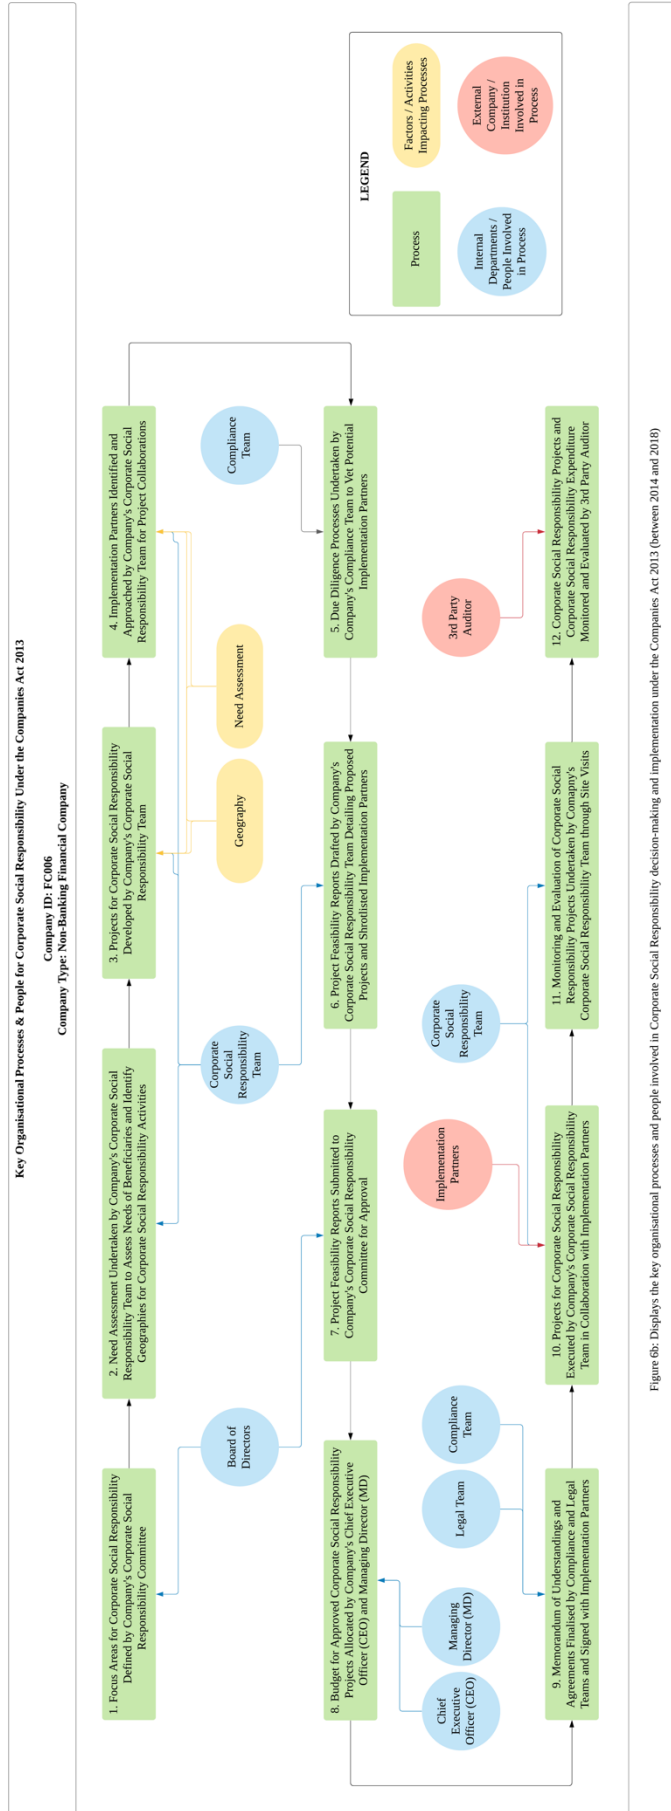 Key Organisational Processes & People for Corporate Social Responsibility Under the Companies Act 2013
Company ID: FC006
Company Type: Non-Banking Financial Company
1. Focus Areas for Corporate Social Responsibility
Defined by Company's Corporate Social
Responsibility Committee
2. Need Assessment Undertaken by Company's Corporate Social
Responsibility Team to Assess Needs of Beneficiaries and Identify
Geographies for Corporate Social Responsibility Activities
3. Projects for Corporate Social Responsibility
Developed by Company's Corporate Social
Responsibility Team
4. Implementation Partners Identified and
Approached by Company's Corporate Social
Responsibility Team for Project Collaborations
Board of
Directors
Corporate
Social
Responsibility
Team
Geography
Need Assessment
Compliance
Team
8. Budget for Approved Corporate Social Responsibility
Projects Allocated by Company's Chief Executive
Officer (CEO) and Managing Director (MD)
7. Project Feasibility Reports Submitted to
Company's Corporate Social Responsibility
Committee for Approval
6. Project Feasibility Reports Drafted by Company's
Corporate Social Responsibility Team Detailing Proposed
Projects and Shrodlisted Implementation Partners
5. Due Diligence Processes Undertaken by
Company's Compliance Team to Vet Potential
Implementation Partners
Chief
Executive
Officer (CEO)
Managing
Director (MD)
Legal Team
Compliance
Team
Implementation
Partners
Corporate
Social
Responsibility
Team
3rd Party
Auditor
9. Memorandum of Understandings and
Agreements Finalised by Compliance and Legal
Teams and Signed with Implementation Partners
10. Projects for Corporate Social Responsibility
Executed by Company's Corporate Social Responsibility
Team in Collaboration with Implementation Partners
11. Monitoring and Evaluation of Corporate Social
Responsibility Projects Undertaken by Comapny's
Corporate Social Responsibility Team through Site Visits
12. Corporate Social Responsibility Projects and
Corporate Social Responsibility Expenditure
Monitored and Evaluated by 3rd Party Auditor
LEGEND
Process
Factors / Activities
Impacting Processes
Internal
Departments /
People Involved
in Process
External
Company /
Institution
Involved in
Process
Figure 6b: Displays the key organisational processes and people involved in Corporate Social Responsibility decision-making and implementation under the Companies Act 2013 (between 2014 and 2018)